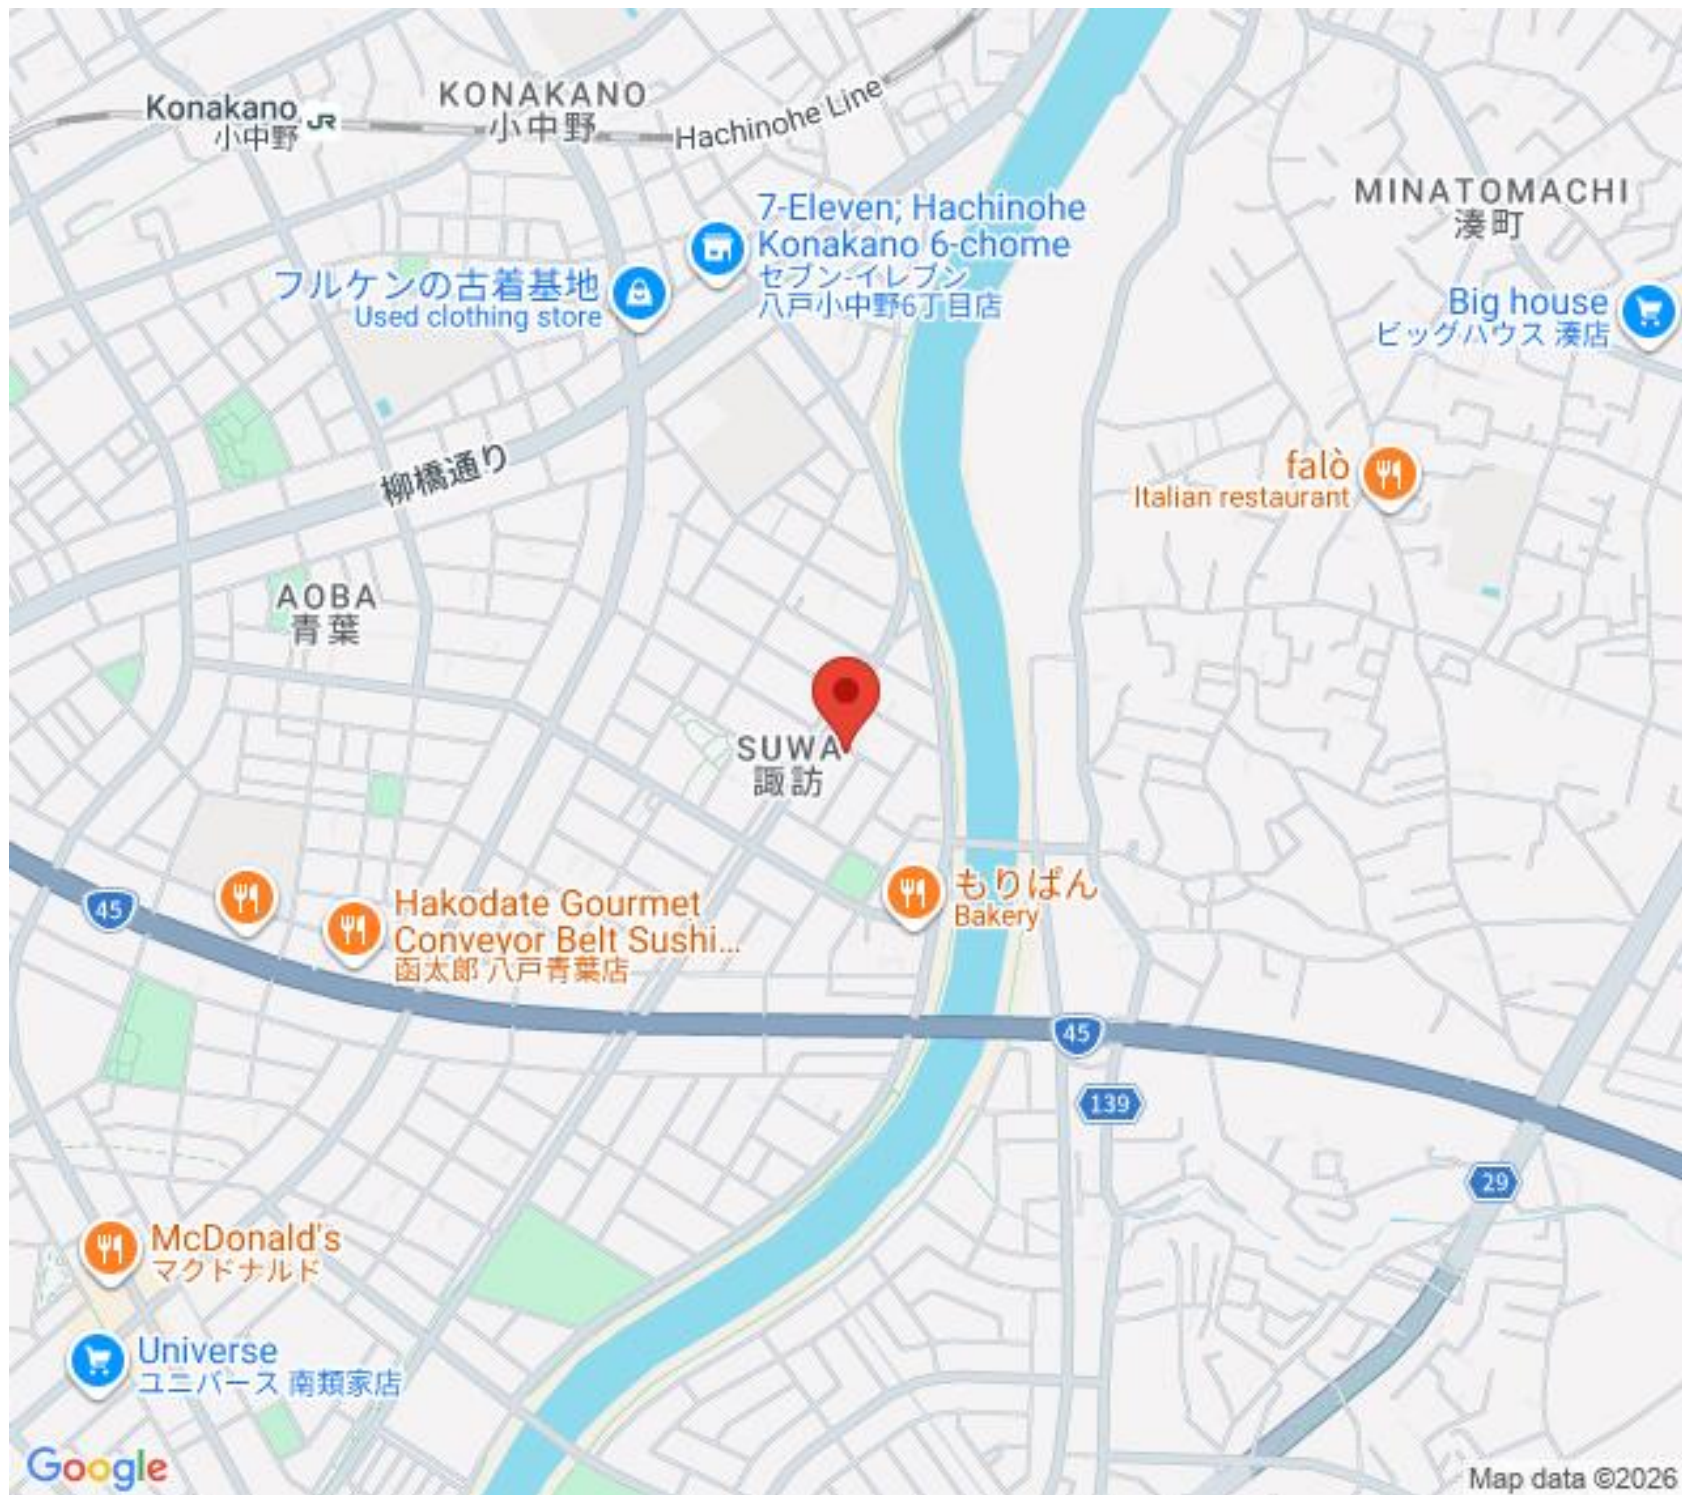 Konakano
小中野
JR
KONAKANO
小中野
Hachinohe Line
7-Eleven; Hachinohe
Konakano 6-chome
セブン-イレブン
八戸小中野6丁目店
MINATOMACHI
湊町
フルケンの古着基地
Used clothing store
Big house
ビッグハウス 湊店
柳橋通り
falò
Italian restaurant
AOBA
青葉
SUWA
諏訪
45
Hakodate Gourmet
Conveyor Belt Sushi...
函太郎 八戸青葉店
もりぱん
Bakery
45
139
29
McDonald's
マクドナルド
Universe
ユニバース 南類家店
Google
Map data ©2026